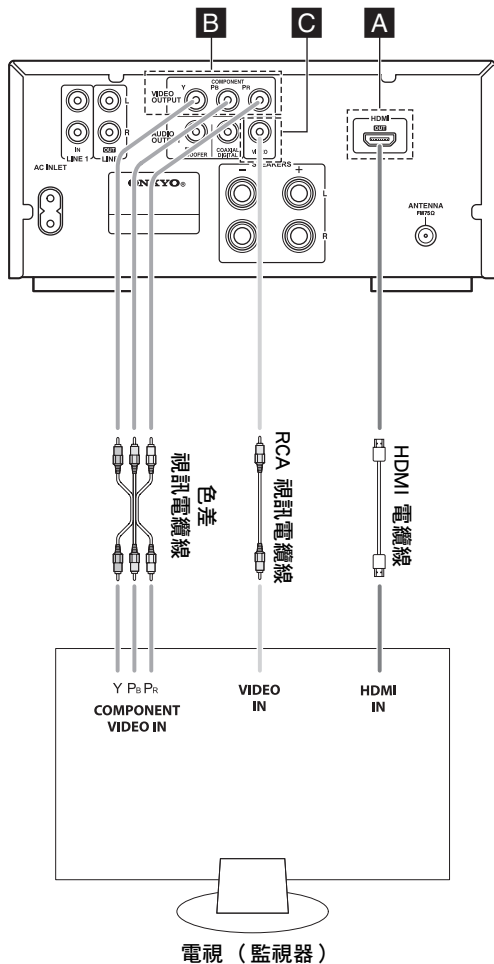 B
C
A
COMPONENT
VIDEO OUTPUT
Y
PB
PR
L
R
IN
LINE 1
OUT
LINE
AUDIO
COAXIAL
DIGITAL
VIDEO
HDMI
OUT
AC INLET
ONKYO®
SPEAKERS
− +
L
R
ANTENNA
FM75Ω
色差
視訊電纜線
RCA 視訊電纜線
HDMI 電纜線
Y PB PR
COMPONENT
VIDEO IN
VIDEO
IN
HDMI
IN
電視（監視器）